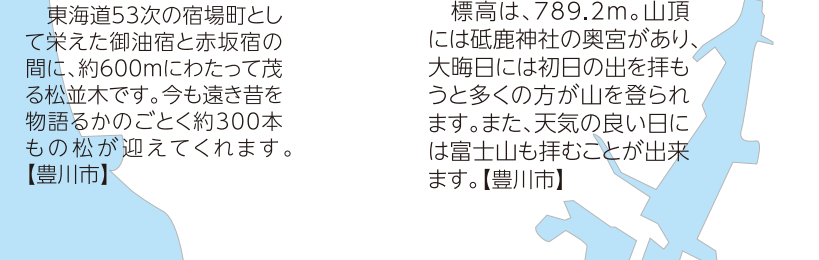 東海道53次の宿場町とし
て栄えた御油宿と赤坂宿の
間に、約600mにわたって茂
る松並木です。今も遠き昔を
物語るかのごとく約300本
もの松が迎えてくれます。
【豊川市】
標高は、789.2m。山頂
には砥鹿神社の奥宮があり、
大晦日には初日の出を拝も
うと多くの方が山を登られ
ます。また、天気の良い日に
は富士山も拝むことが出来
ます。【豊川市】